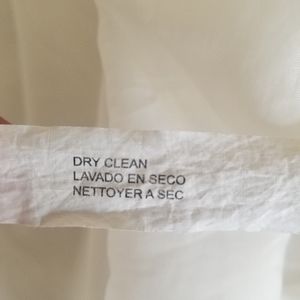 DRY CLEAN
LAVADO EN SECO
NETTOYER A SEC